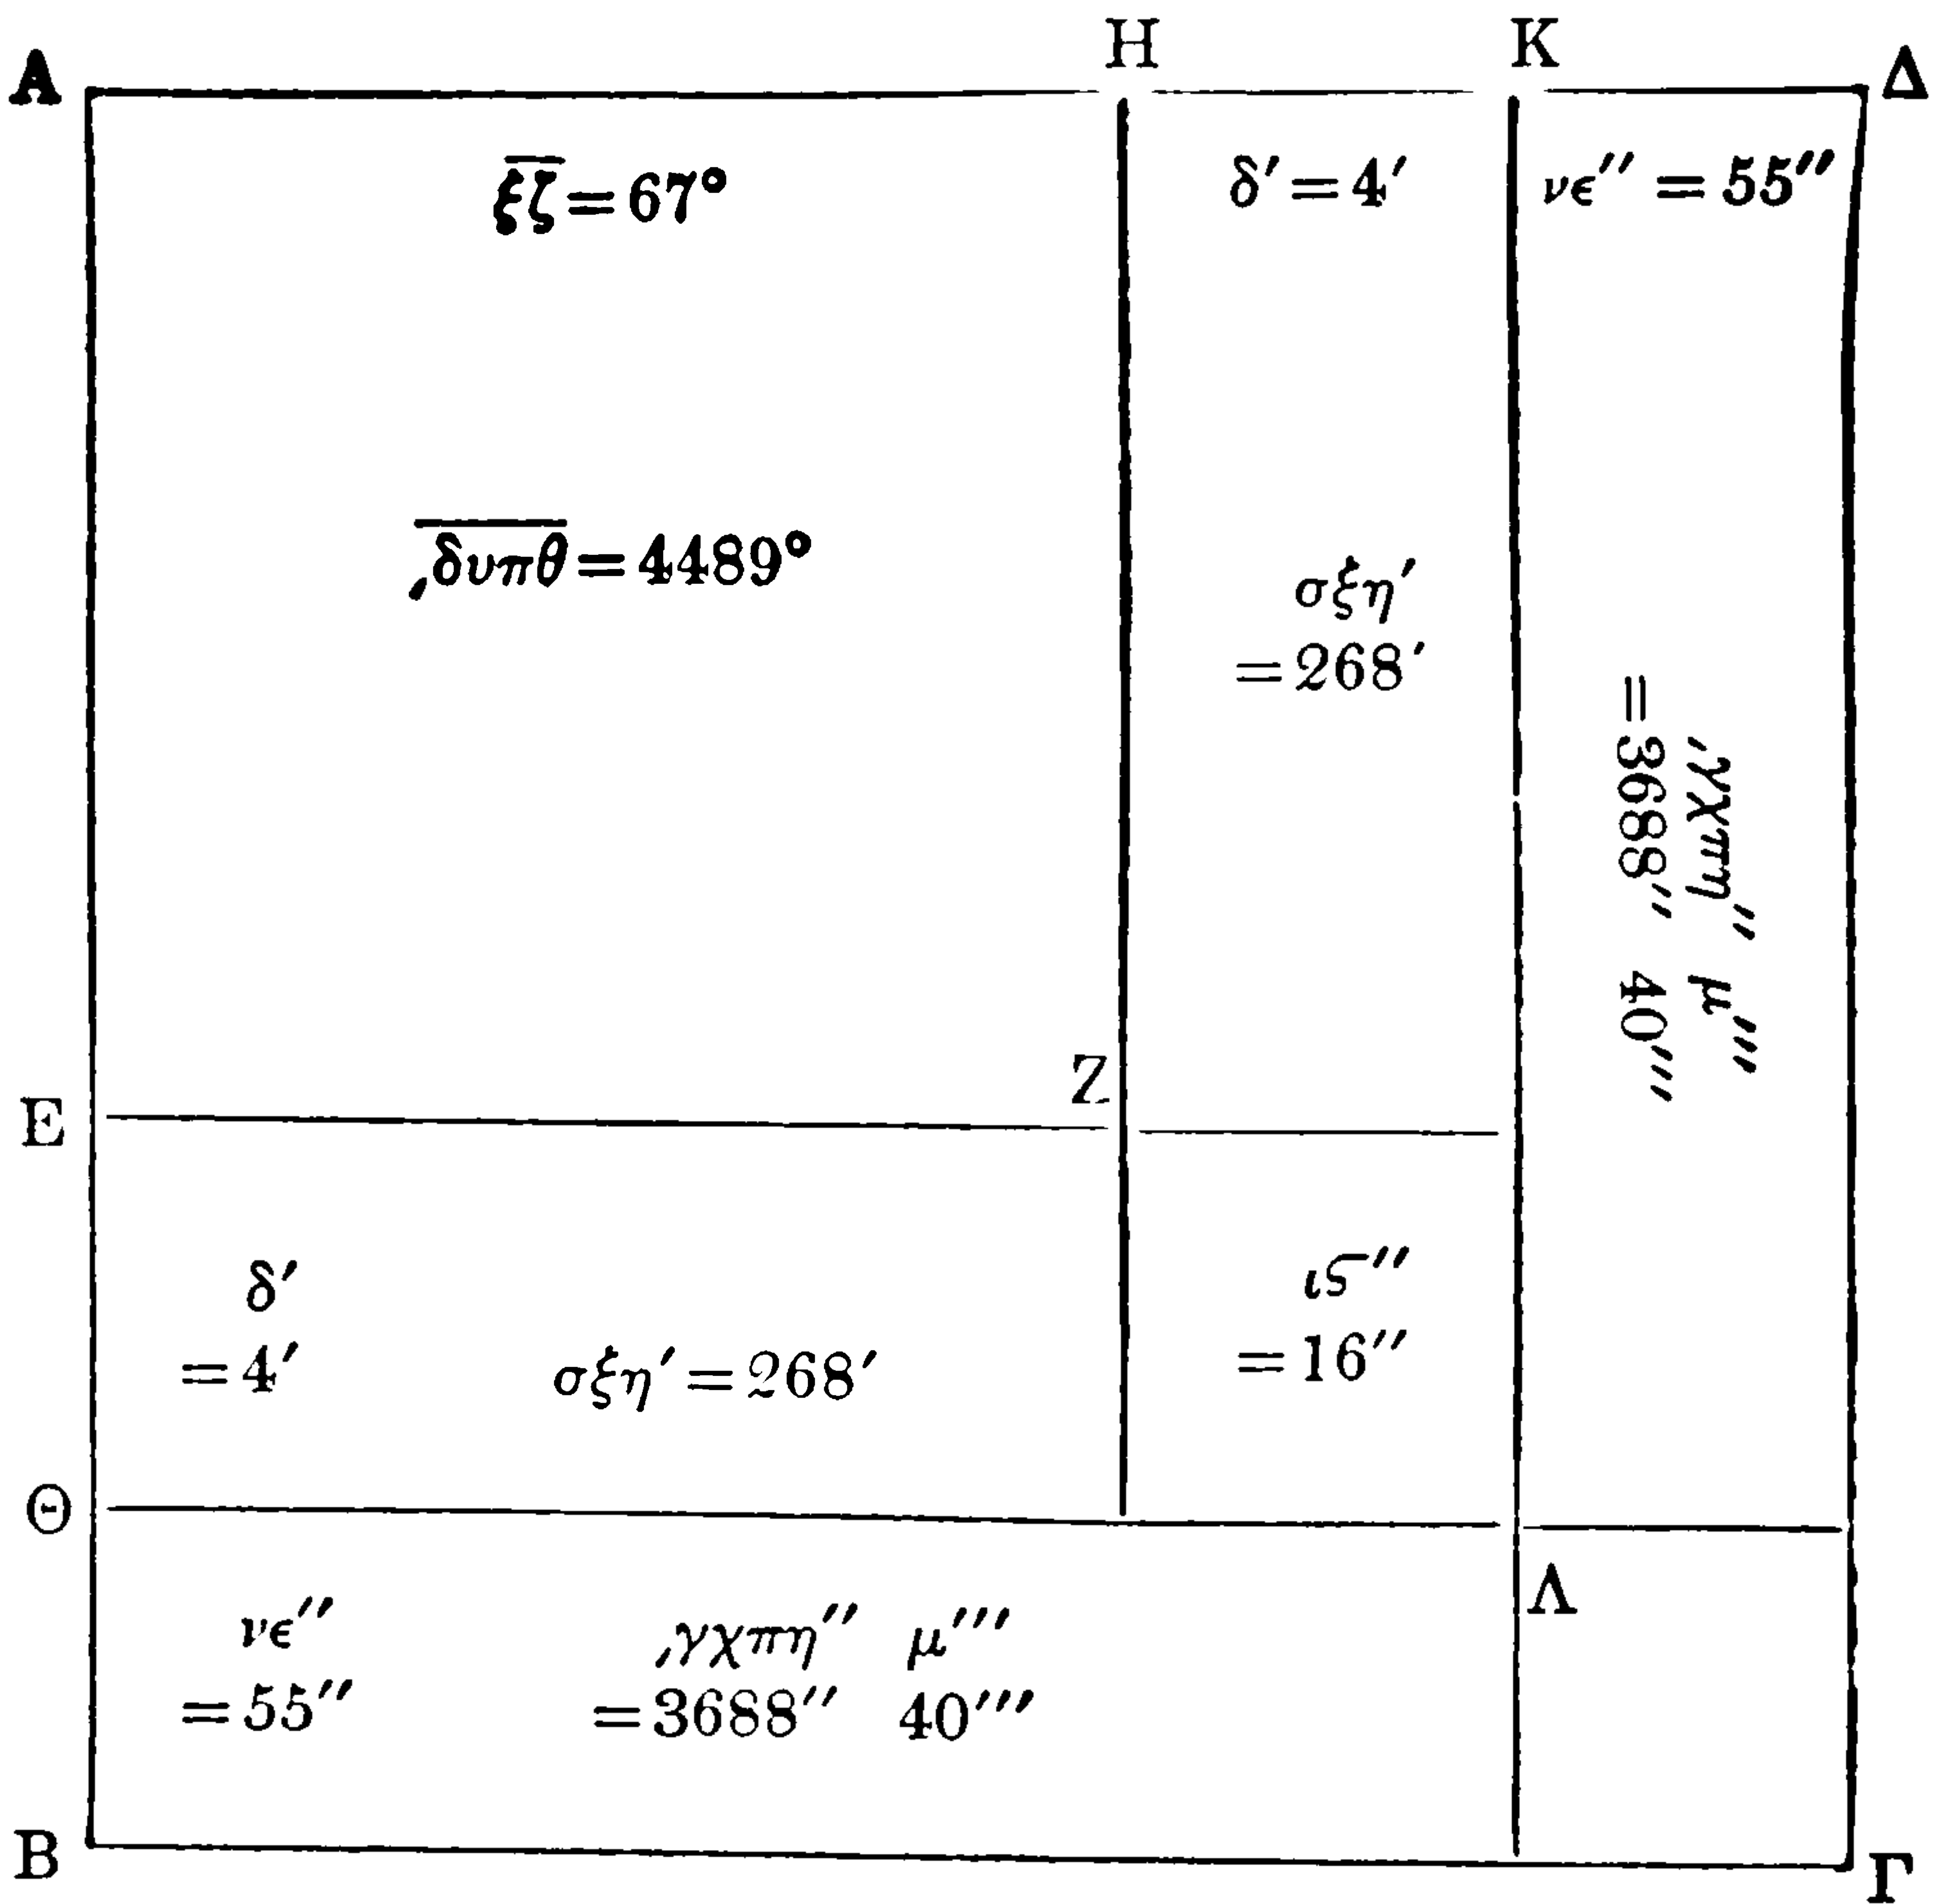 Α Η Κ Δ
ξζ=67° δ′=4′ νε″=55″
͵δυπθ=4489° σξη′
=268′
͵γχπη″ μ‴
=3688″ 40‴
Ζ
Ε
δ′
=4′
σξη′=268′
ις″
=16″
Θ
Λ
νε″
=55″
͵γχπη″ μ‴
=3688″ 40‴
Β Γ